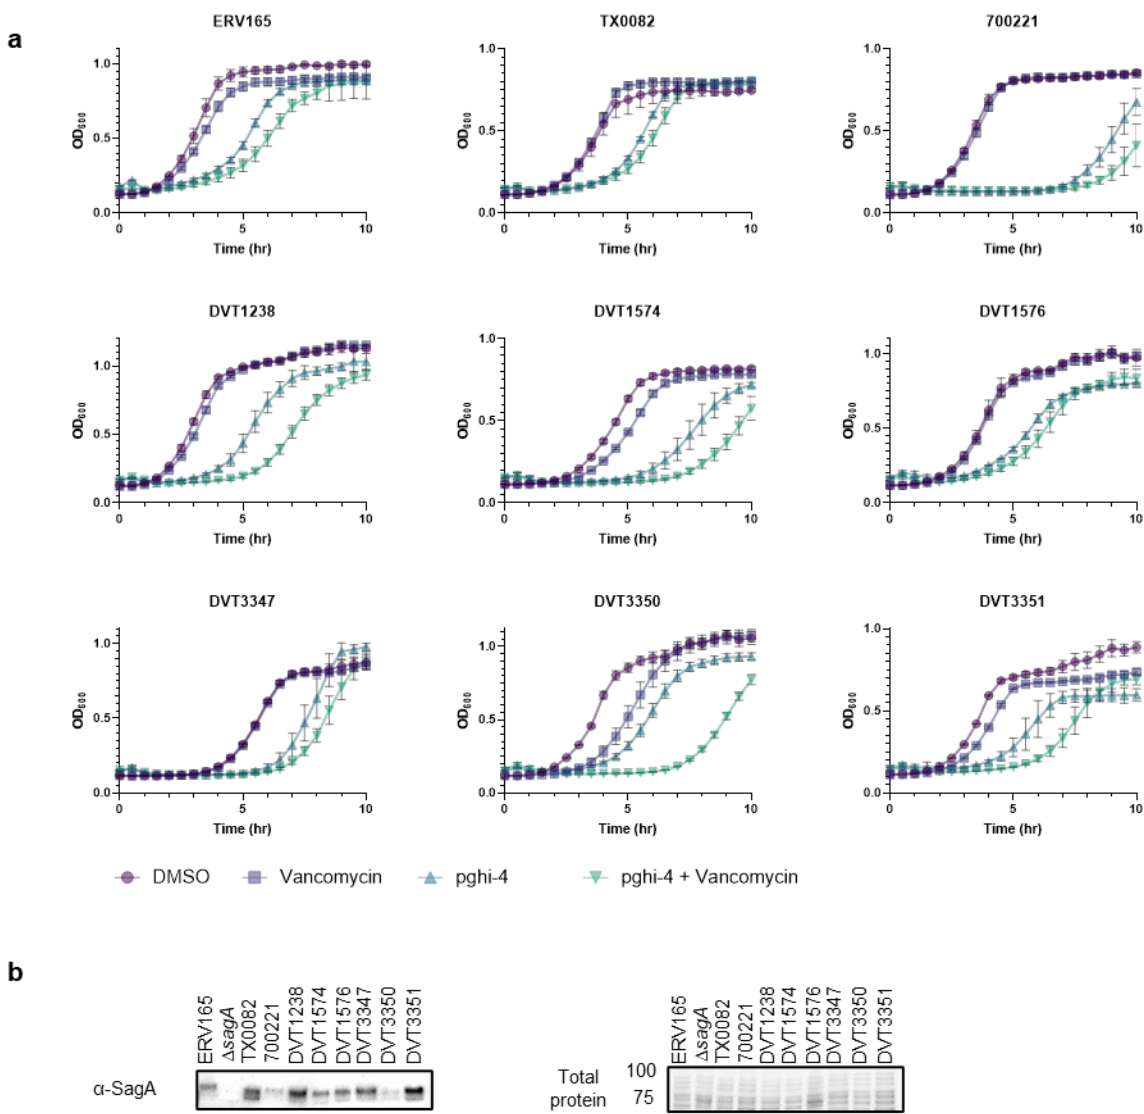 a
ERV165
TX0082
700221
1.0
0.5
0.0
OD600
0
5
10
Time (hr)
1.0
0.5
0.0
OD600
0
5
10
Time (hr)
1.0
0.5
0.0
OD600
0
5
10
Time (hr)
DVT1238
DVT1574
DVT1576
1.0
0.5
0.0
OD600
0
5
10
Time (hr)
1.0
0.5
0.0
OD600
0
5
10
Time (hr)
1.0
0.5
0.0
OD600
0
5
10
Time (hr)
DVT3347
DVT3350
DVT3351
1.0
0.5
0.0
OD600
0
5
10
Time (hr)
1.0
0.5
0.0
OD600
0
5
10
Time (hr)
1.0
0.5
0.0
OD600
0
5
10
Time (hr)
DMSO
Vancomycin
pghi-4
pghi-4 + Vancomycin
b
ERV165
ΔsagA
TX0082
700221
DVT1238
DVT1574
DVT1576
DVT3347
DVT3350
DVT3351
α-SagA
ERV165
ΔsagA
TX0082
700221
DVT1238
DVT1574
DVT1576
DVT3347
DVT3350
DVT3351
Total
protein
100
75